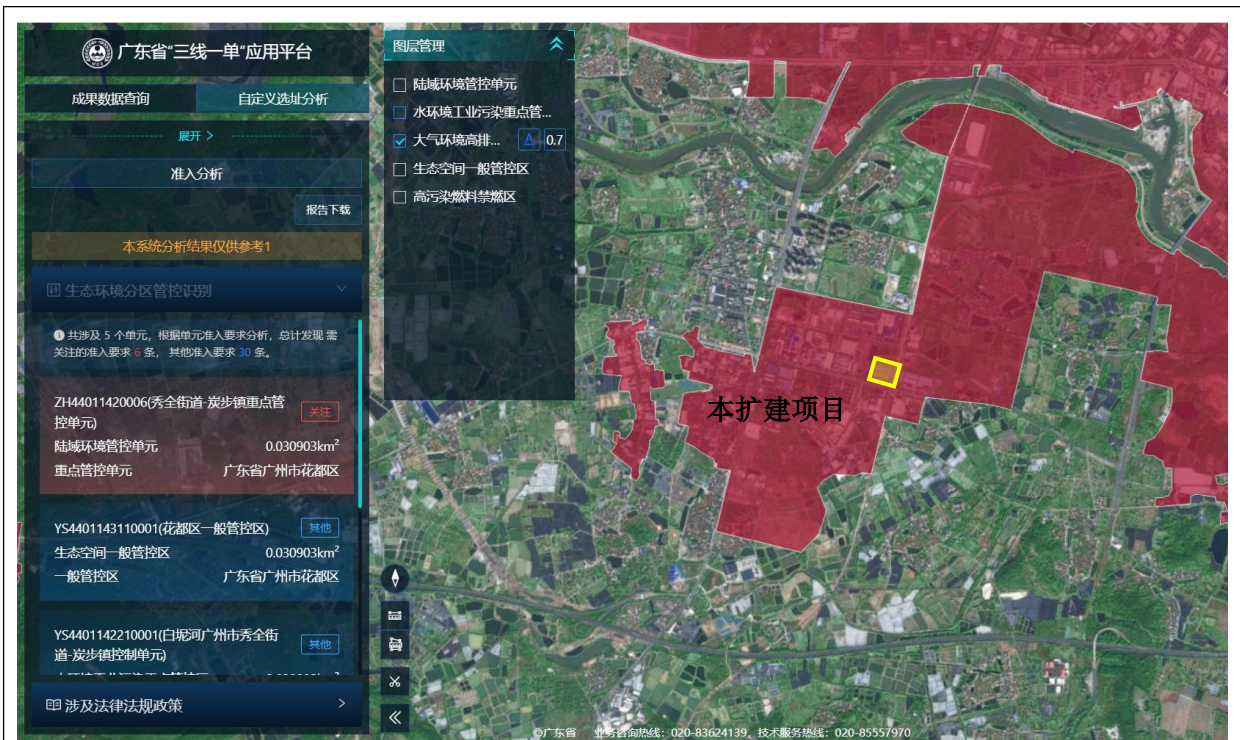 广东省“三线一单”应用平台
成果数据查询
自定义选址分析
展开 >
准入分析
报告下载
本系统分析结果仅供参考1
生态环境分区管控识别
共涉及 5 个单元，根据单元准入要求分析，总计发现 需
关注的准入要求 6 条， 其他准入要求 30 条。
ZH44011420006(秀全街道-炭步镇重点管
控单元)
关注
陆域环境管控单元 0.030903km²
重点管控单元 广东省广州市花都区
YS4401143110001(花都区一般管控区)
其他
生态空间一般管控区 0.030903km²
一般管控区 广东省广州市花都区
YS4401142210001(白坭河广州市秀全街
道-炭步镇控制单元)
其他
涉及法律法规政策 >
图层管理
陆域环境管控单元
水环境工业污染重点管...
大气环境高排... A 0.7
生态空间一般管控区
高污染燃料禁燃区
本扩建项目
©广东省 业务咨询热线：020-83624139，技术服务热线：020-85557970